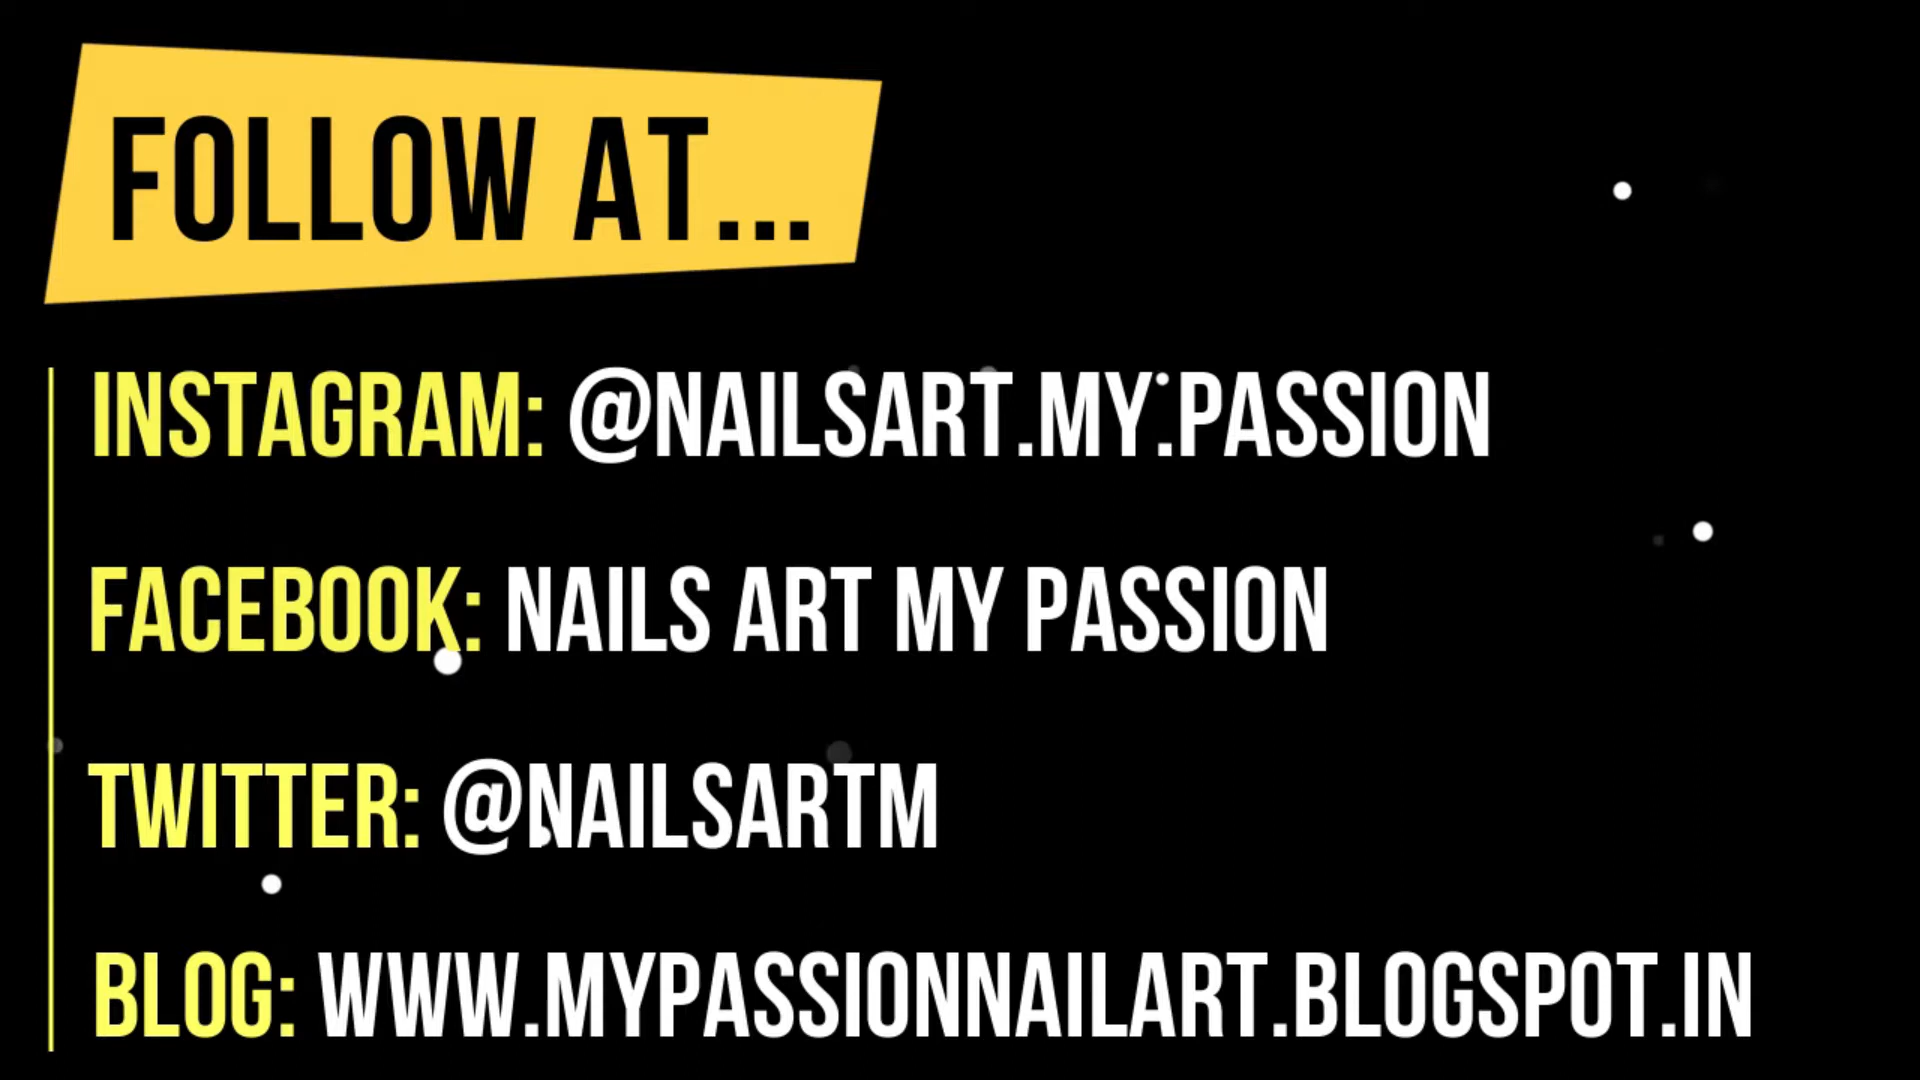 FOLLOW AT...
INSTAGRAM: @NAILSART.MY.PASSION
FACEBOOK: NAILS ART MY PASSION
TWITTER: @NAILSARTM
BLOG: WWW.MYPASSIONNAILART.BLOGSPOT.IN